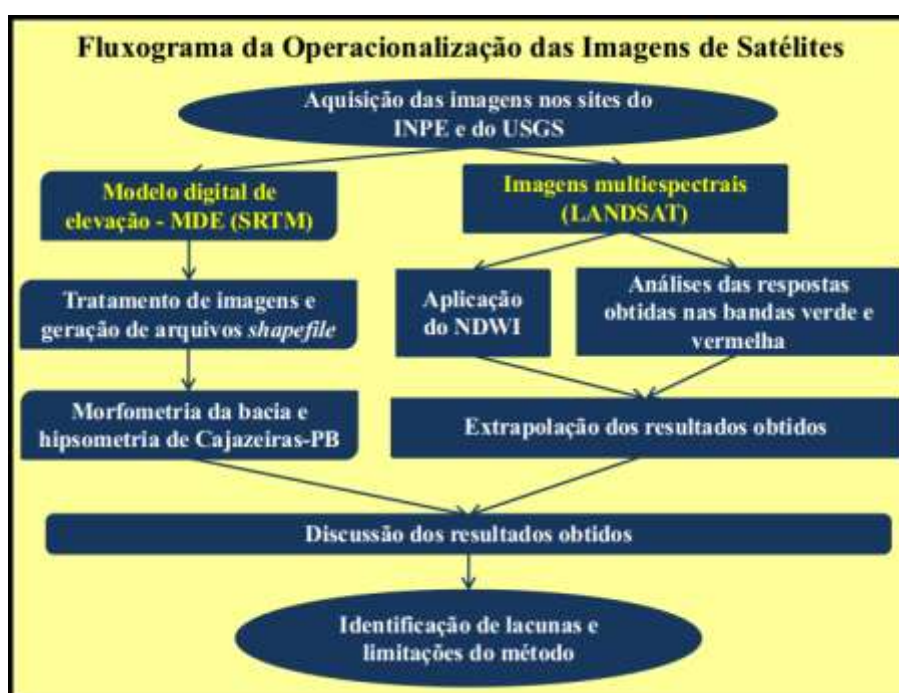 Fluxograma da Operacionalização das Imagens de Satélites
Aquisição das imagens nos sites do
INPE e do USGS
Modelo digital de
elevação - MDE (SRTM)
Imagens multiespectrais
(LANDSAT)
Tratamento de imagens e
geração de arquivos shapefile
Aplicação
do NDWI
Análises das respostas
obtidas nas bandas verde e
vermelha
Morfometria da bacia e
hipsometria de Cajazeiras-PB
Extrapolação dos resultados obtidos
Discussão dos resultados obtidos
Identificação de lacunas e
limitações do método